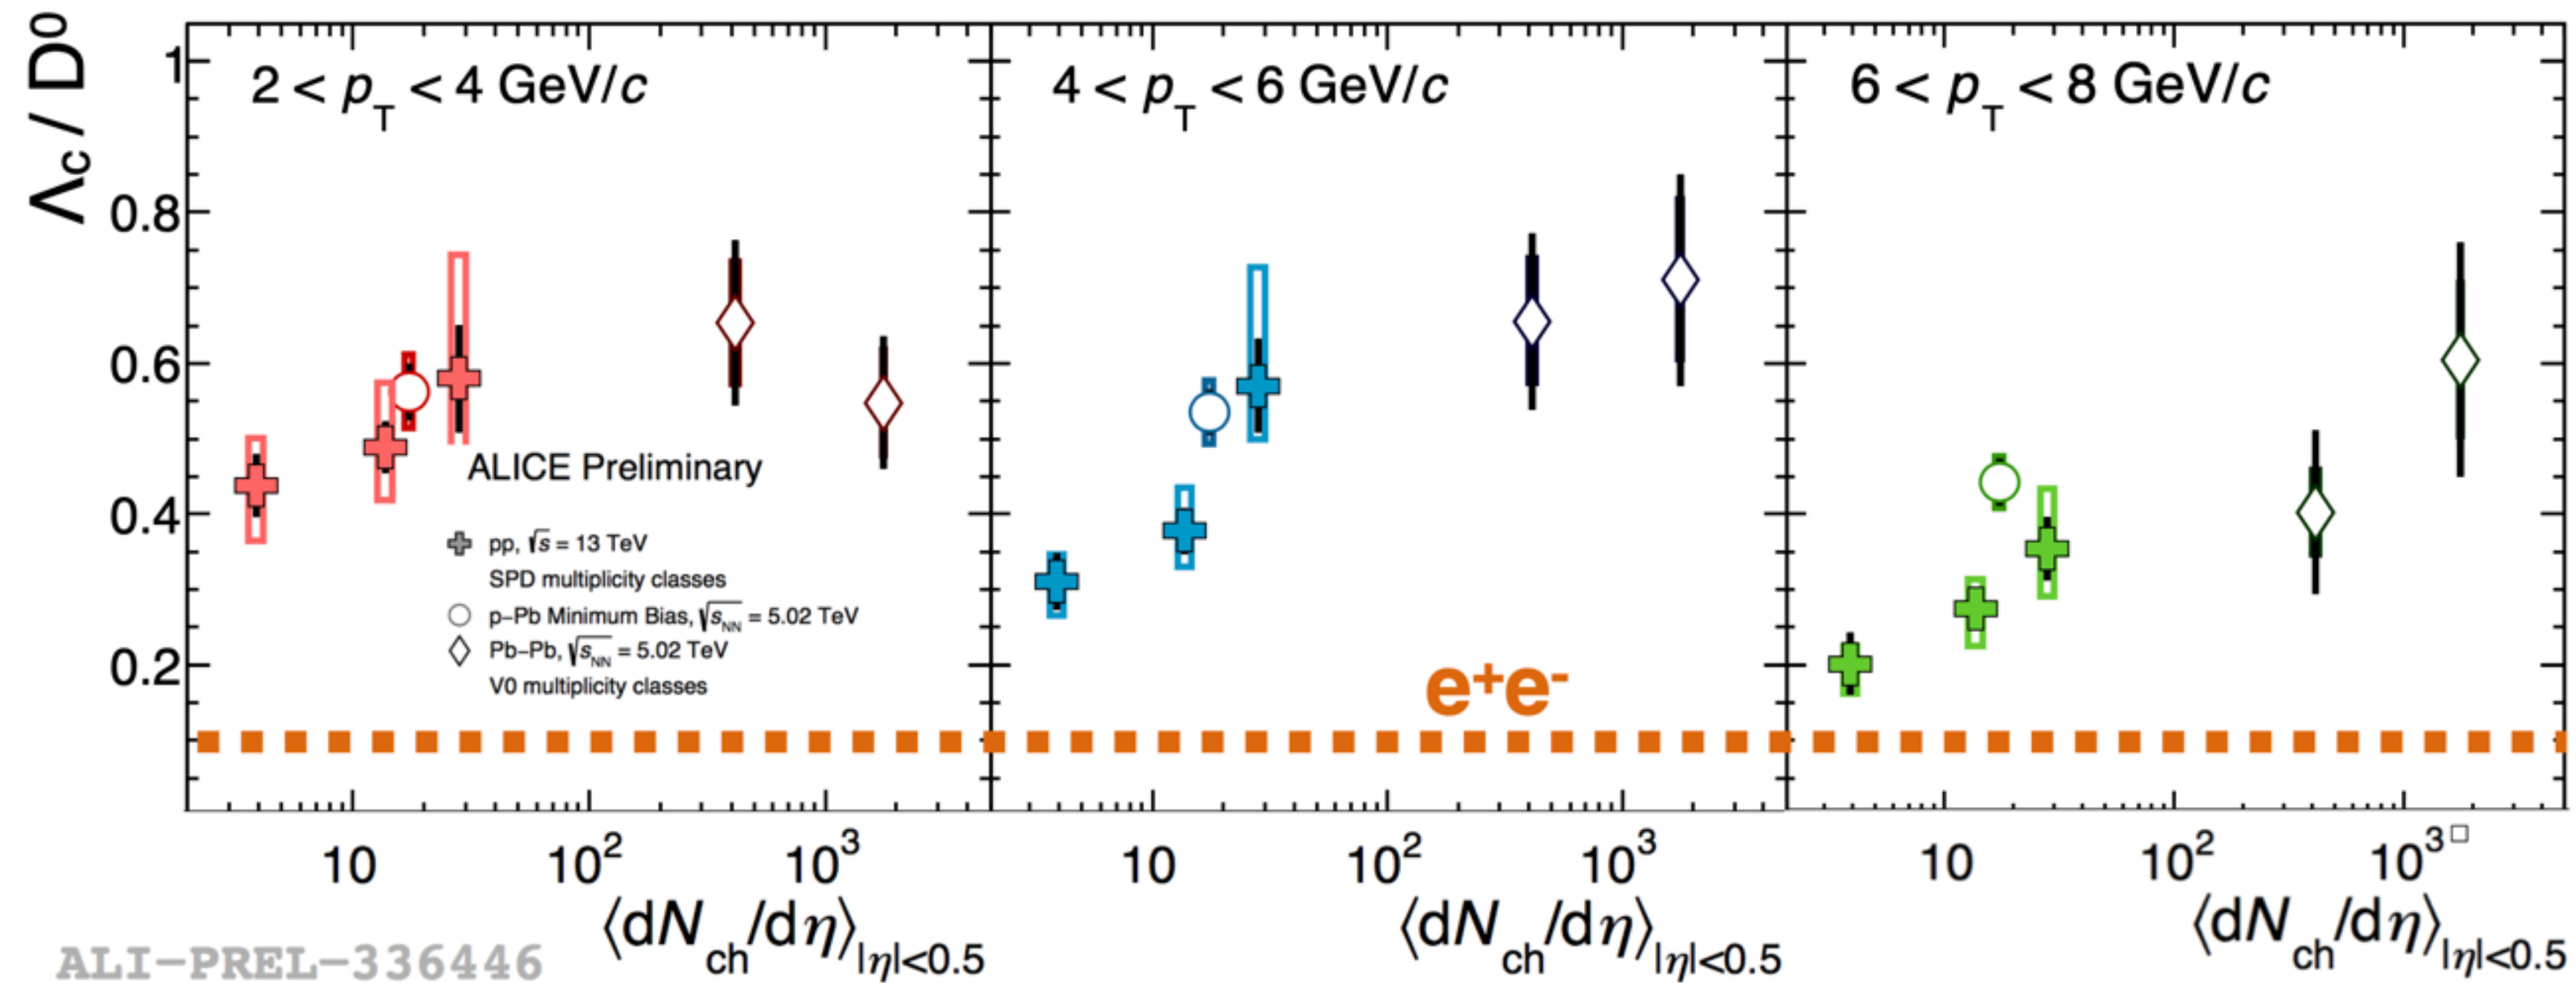 Λc / D⁰
1
0.8
0.6
0.4
0.2
2 < pT < 4 GeV/c
4 < pT < 6 GeV/c
6 < pT < 8 GeV/c
ALICE Preliminary
pp, √s = 13 TeV
SPD multiplicity classes
p−Pb Minimum Bias, √sNN = 5.02 TeV
Pb−Pb, √sNN = 5.02 TeV
V0 multiplicity classes
e⁺e⁻
10 10² 10³
10 10² 10³
10 10² 10³
⟨dNch/dη⟩|η|<0.5
⟨dNch/dη⟩|η|<0.5
⟨dNch/dη⟩|η|<0.5
ALI−PREL−336446